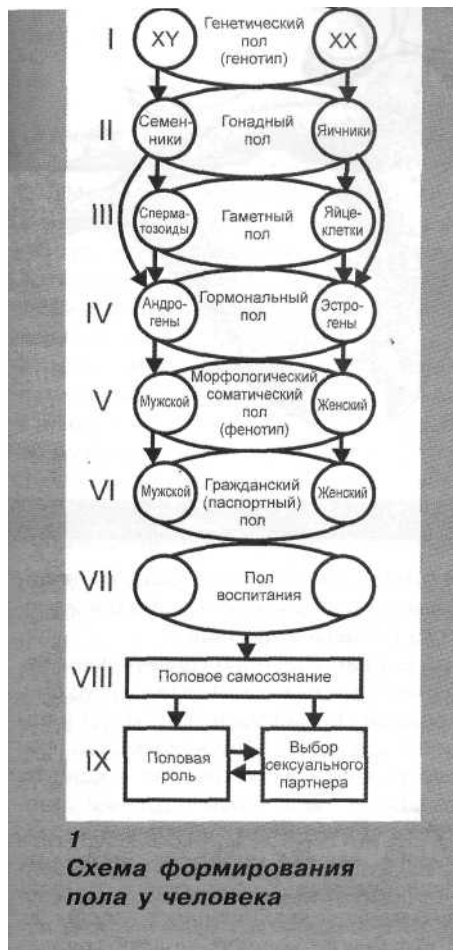 I
XY
Генетический
пол
(генотип)
XX
II
Семен-
ники
Гонадный
пол
Яичники
III
Сперма-
тозоиды
Гаметный
пол
Яйце-
клетки
IV
Андро-
гены
Гормональный
пол
Эстро-
гены
V
Мужской
Морфологический
соматический
пол
(фенотип)
Женский
VI
Мужской
Гражданский
(паспортный)
пол
Женский
VII
Пол
воспитания
VIII
Половое самосознание
IX
Половая
роль
Выбор
сексуального
партнера
1
Схема формирования
пола у человека